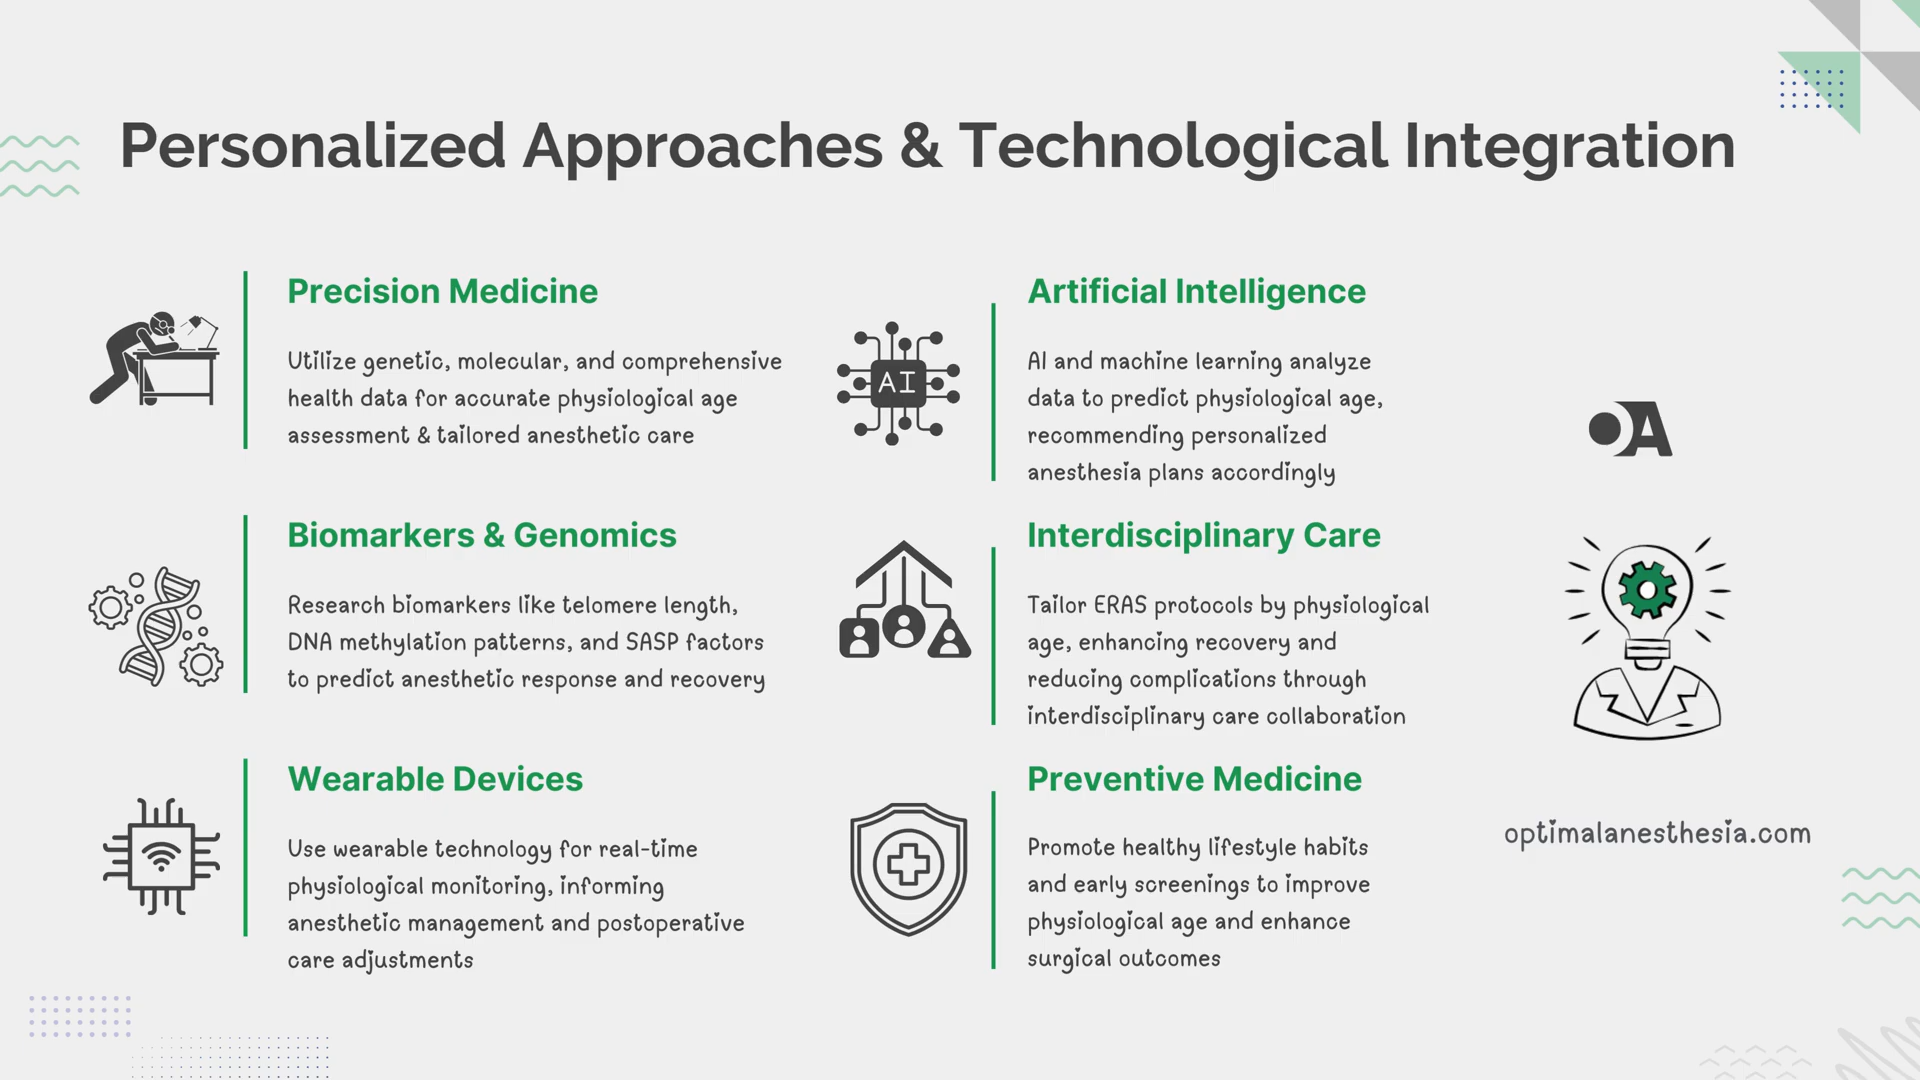 Personalized Approaches & Technological Integration
Precision Medicine
Utilize genetic, molecular, and comprehensive
health data for accurate physiological age
assessment & tailored anesthetic care
Biomarkers & Genomics
Research biomarkers like telomere length,
DNA methylation patterns, and SASP factors
to predict anesthetic response and recovery
Wearable Devices
Use wearable technology for real-time
physiological monitoring, informing
anesthetic management and postoperative
care adjustments
AI
Artificial Intelligence
AI and machine learning analyze
data to predict physiological age,
recommending personalized
anesthesia plans accordingly
Interdisciplinary Care
Tailor ERAS protocols by physiological
age, enhancing recovery and
reducing complications through
interdisciplinary care collaboration
Preventive Medicine
Promote healthy lifestyle habits
and early screenings to improve
physiological age and enhance
surgical outcomes
OA
optimalanesthesia.com